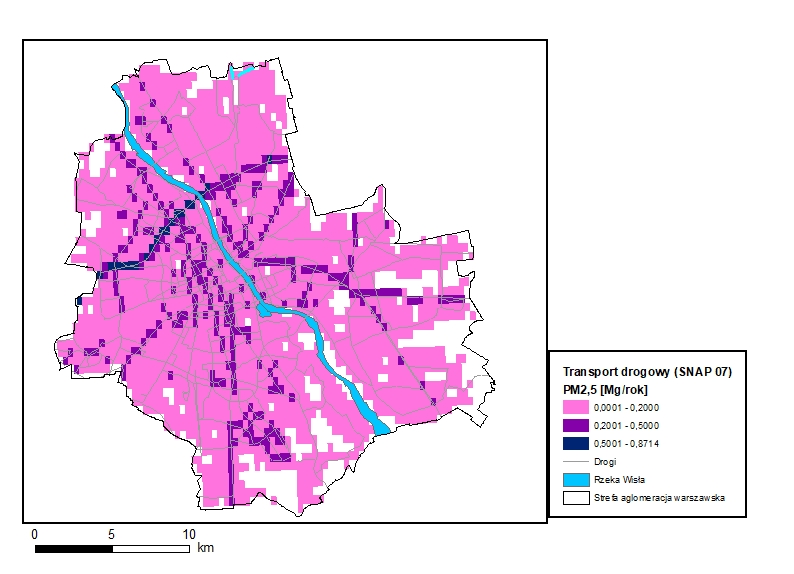 Transport drogowy (SNAP 07)
PM2,5 [Mg/rok]
0,0001 - 0,2000
0,2001 - 0,5000
0,5001 - 0,8714
Drogi
Rzeka Wisła
Strefa aglomeracja warszawska
0 5 10
km